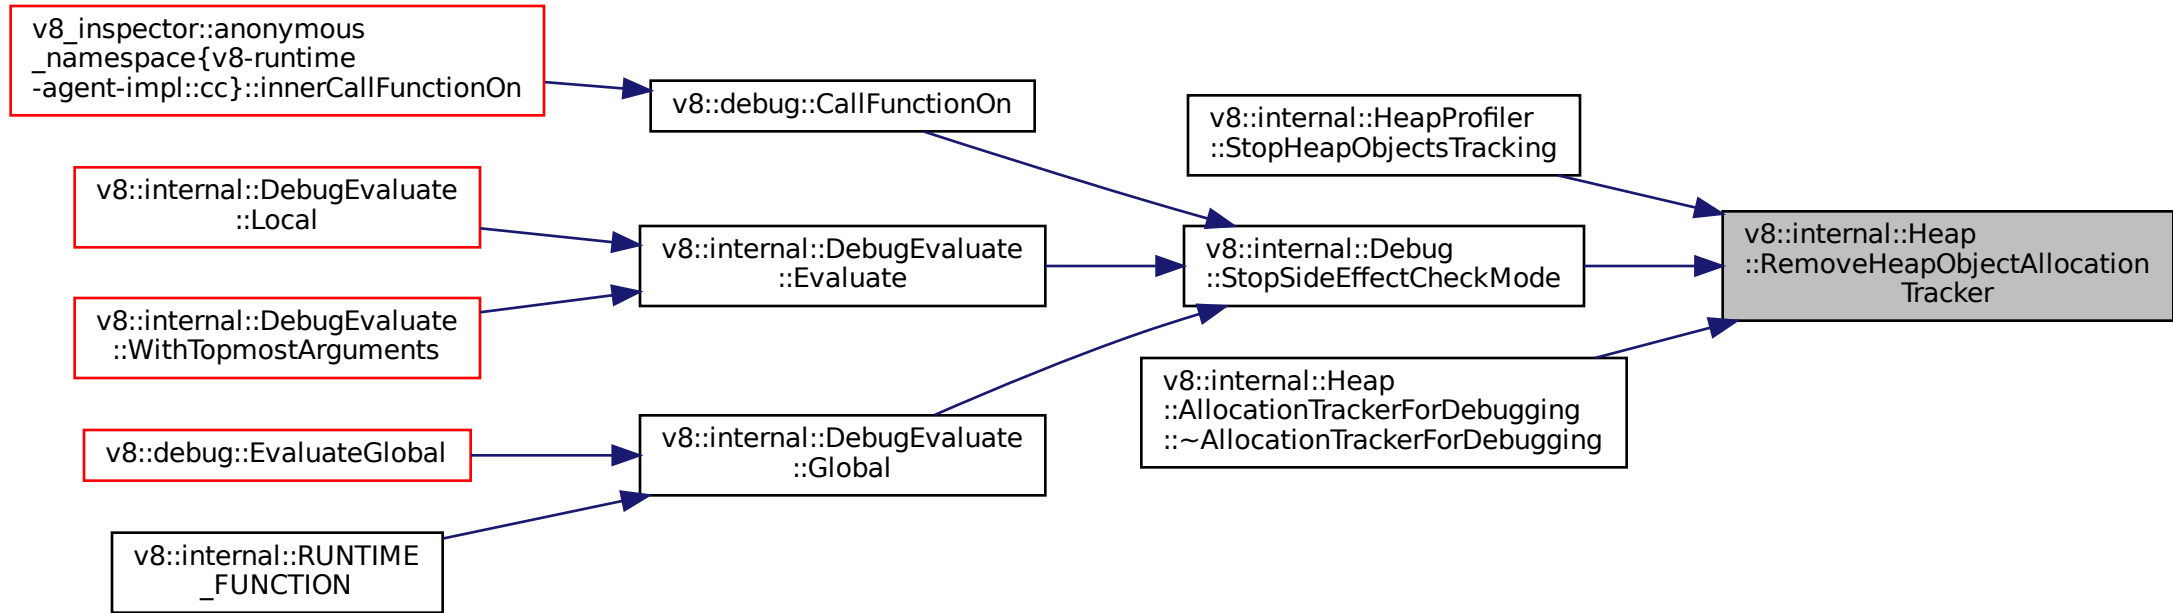 v8_inspector::anonymous
_namespace{v8-runtime
-agent-impl::cc}::innerCallFunctionOn
v8::debug::CallFunctionOn
v8::internal::HeapProfiler
::StopHeapObjectsTracking
v8::internal::DebugEvaluate
::Local
v8::internal::DebugEvaluate
::Evaluate
v8::internal::Debug
::StopSideEffectCheckMode
v8::internal::Heap
::RemoveHeapObjectAllocation
Tracker
v8::internal::DebugEvaluate
::WithTopmostArguments
v8::internal::Heap
::AllocationTrackerForDebugging
::~AllocationTrackerForDebugging
v8::debug::EvaluateGlobal
v8::internal::DebugEvaluate
::Global
v8::internal::RUNTIME
_FUNCTION